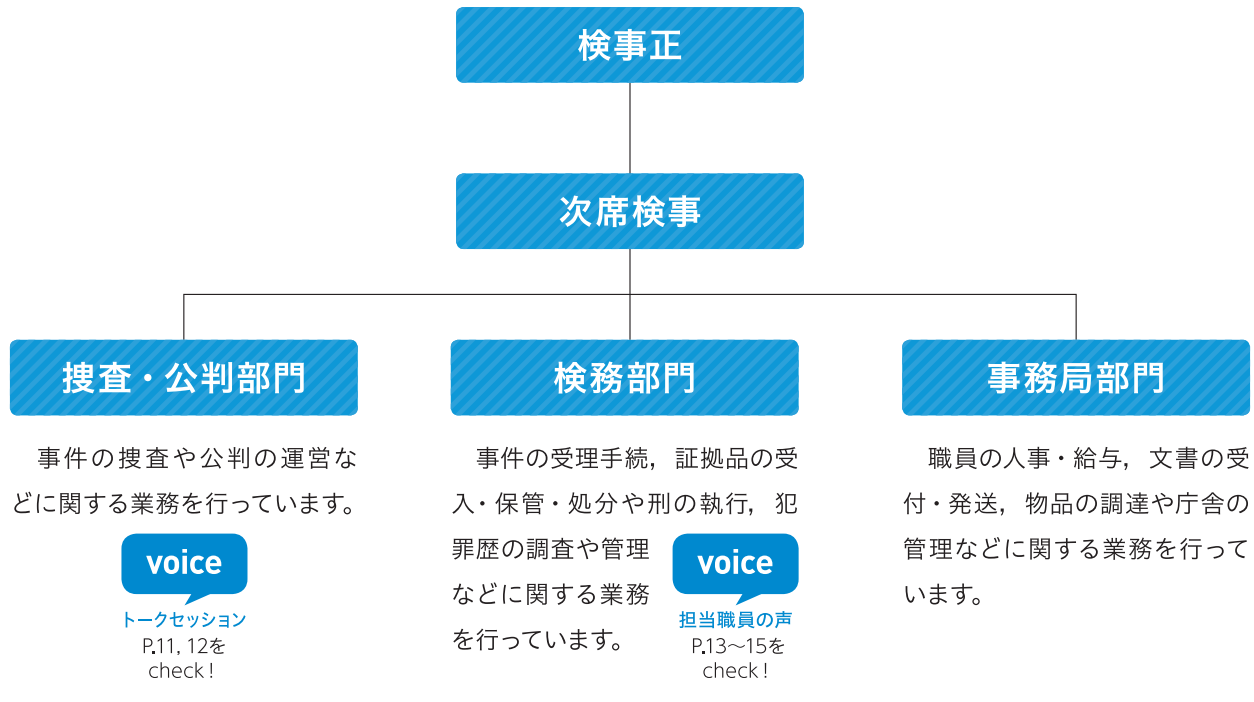 検事正
次席検事
捜査・公判部門
事件の捜査や公判の運営な
どに関する業務を行っています。
voice
トークセッション
P.11, 12を
check!
検務部門
事件の受理手続，証拠品の受
入・保管・処分や刑の執行，犯
罪歴の調査や管理
などに関する業務
を行っています。
voice
担当職員の声
P.13〜15を
check!
事務局部門
職員の人事・給与，文書の受
付・発送，物品の調達や庁舎の
管理などに関する業務を行って
います。